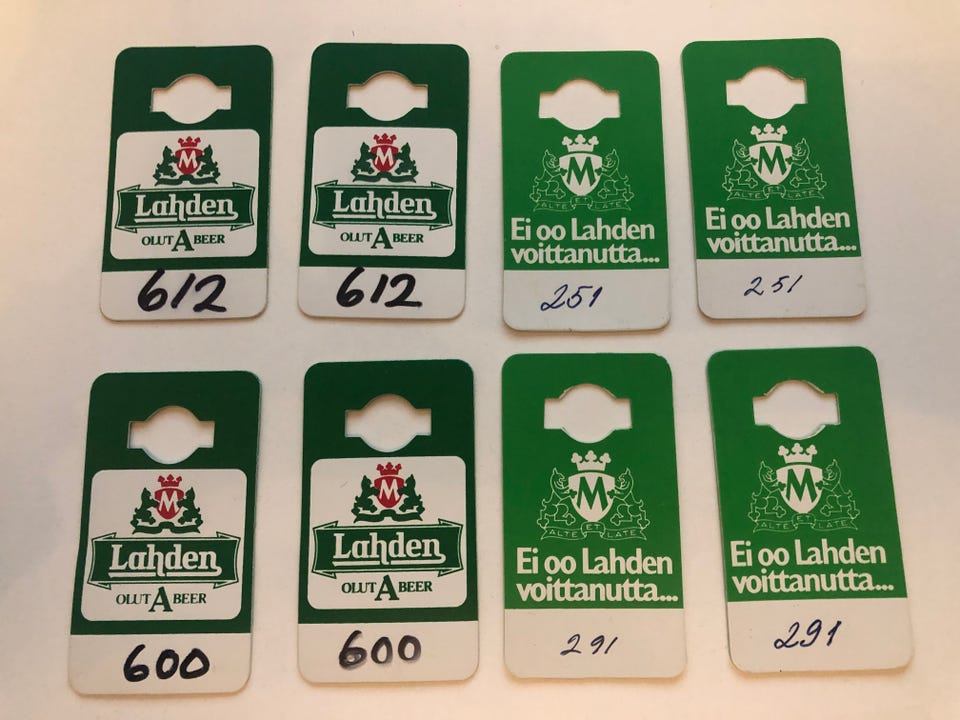 M
Lahden
OLUT A BEER
612
M
Lahden
OLUT A BEER
612
M
ALTE ET LATE
Ei oo Lahden
voittanutta...
251
M
ALTE ET LATE
Ei oo Lahden
voittanutta...
251
M
Lahden
OLUT A BEER
600
M
Lahden
OLUT A BEER
600
M
ALTE ET LATE
Ei oo Lahden
voittanutta...
291
M
ALTE ET LATE
Ei oo Lahden
voittanutta...
291